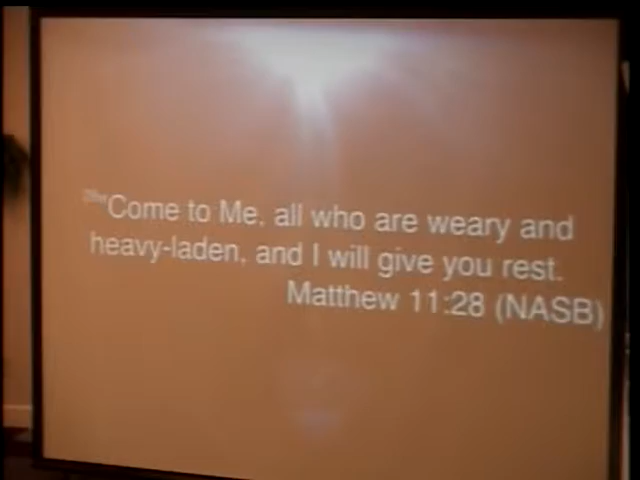 28"Come to Me, all who are weary and
heavy-laden, and I will give you rest.
Matthew 11:28 (NASB)